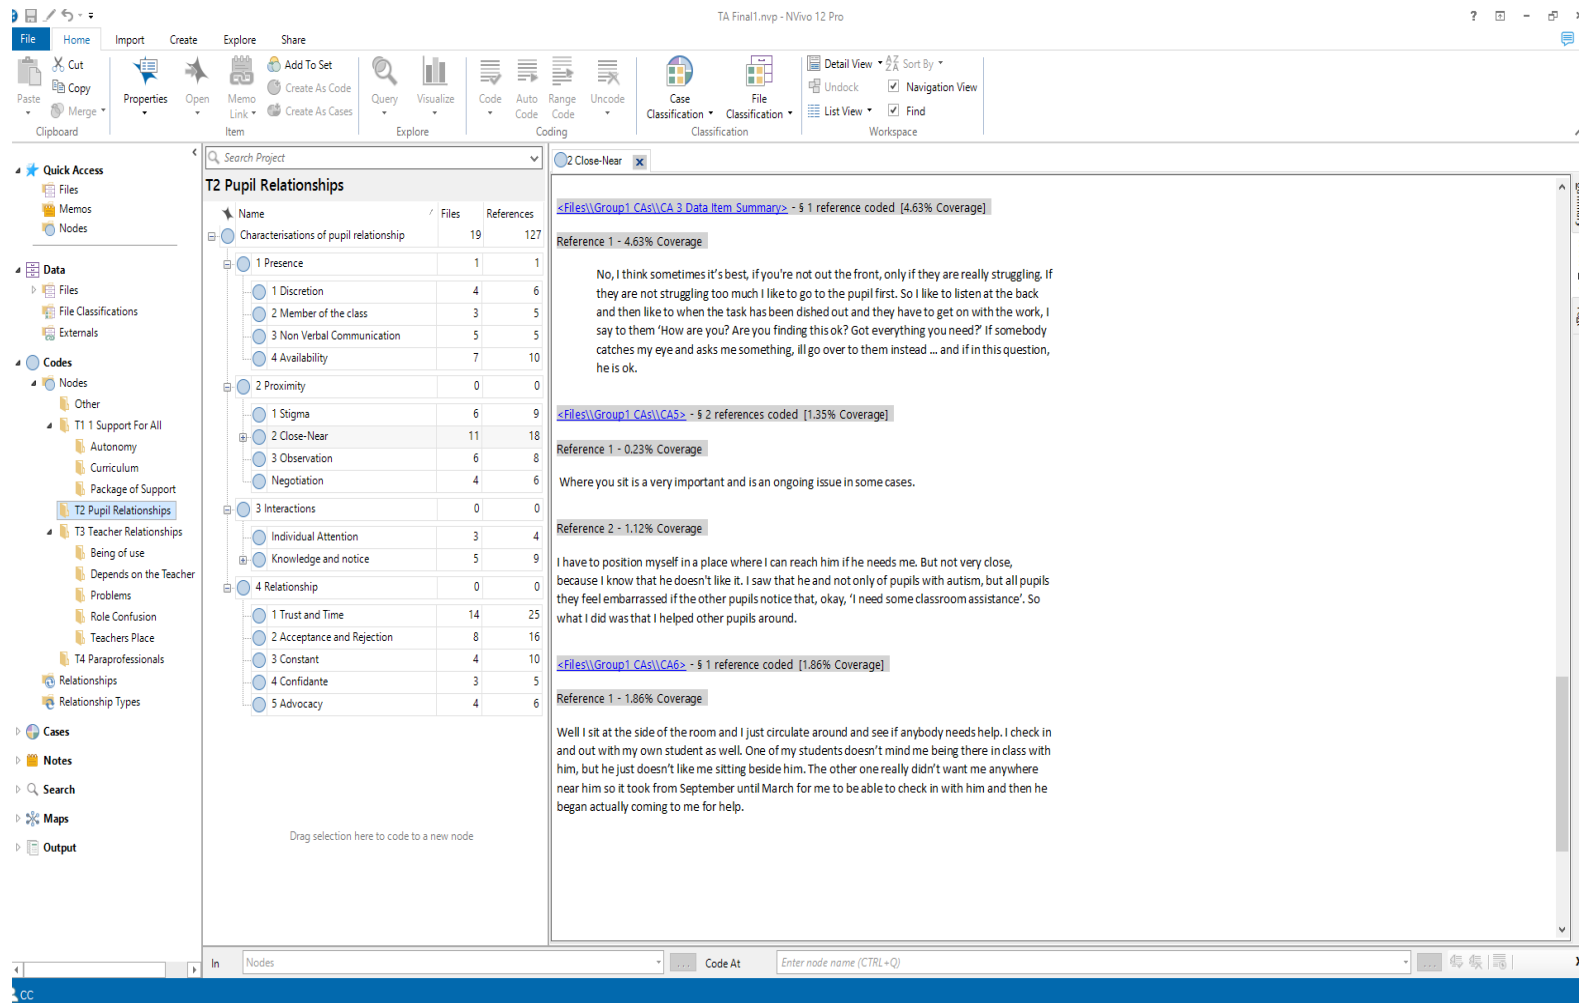 TA Final1.nvp - NVivo 12 Pro
File Home Import Create Explore Share
Paste
Cut
Copy
Merge
Clipboard
Properties
Open
Memo Link
Add To Set
Create As Code
Create As Cases
Item
Query
Visualize
Explore
Code
Auto Code
Range Code
Uncode
Coding
Case Classification
File Classification
Classification
Detail View
Sort By
Undock
Navigation View
List View
Find
Workspace
Quick Access
Files
Memos
Nodes
Data
Files
File Classifications
Externals
Codes
Nodes
Other
T1 1 Support For All
Autonomy
Curriculum
Package of Support
T2 Pupil Relationships
T3 Teacher Relationships
Being of use
Depends on the Teacher
Problems
Role Confusion
Teachers Place
T4 Paraprofessionals
Relationships
Relationship Types
Cases
Notes
Search
Maps
Output
Search Project
T2 Pupil Relationships
Name Files References
Characterisations of pupil relationship 19 127
1 Presence 1 1
1 Discretion 4 6
2 Member of the class 3 5
3 Non Verbal Communication 5 5
4 Availability 7 10
2 Proximity 0 0
1 Stigma 6 9
2 Close-Near 11 18
3 Observation 6 8
Negotiation 4 6
3 Interactions 0 0
Individual Attention 3 4
Knowledge and notice 5 9
4 Relationship 0 0
1 Trust and Time 14 25
2 Acceptance and Rejection 8 16
3 Constant 4 10
4 Confidante 3 5
5 Advocacy 4 6
Drag selection here to code to a new node
2 Close-Near
<Files\\Group1 CAs\\CA 3 Data Item Summary> - § 1 reference coded [4.63% Coverage]
Reference 1 - 4.63% Coverage
No, I think sometimes it's best, if you're not out the front, only if they are really struggling. If
they are not struggling too much I like to go to the pupil first. So I like to listen at the back
and then like to when the task has been dished out and they have to get on with the work, I
say to them ‘How are you? Are you finding this ok? Got everything you need?’ If somebody
catches my eye and asks me something, ill go over to them instead ... and if in this question,
he is ok.
<Files\\Group1 CAs\\CA5> - § 2 references coded [1.35% Coverage]
Reference 1 - 0.23% Coverage
Where you sit is a very important and is an ongoing issue in some cases.
Reference 2 - 1.12% Coverage
I have to position myself in a place where I can reach him if he needs me. But not very close,
because I know that he doesn't like it. I saw that he and not only of pupils with autism, but all pupils
they feel embarrassed if the other pupils notice that, okay, ‘I need some classroom assistance’. So
what I did was that I helped other pupils around.
<Files\\Group1 CAs\\CA6> - § 1 reference coded [1.86% Coverage]
Reference 1 - 1.86% Coverage
Well I sit at the side of the room and I just circulate around and see if anybody needs help. I check in
and out with my own student as well. One of my students doesn’t mind me being there in class with
him, but he just doesn’t like me sitting beside him. The other one really didn’t want me anywhere
near him so it took from September until March for me to be able to check in with him and then he
began actually coming to me for help.
In Nodes Code At Enter node name (CTRL+Q)
CC